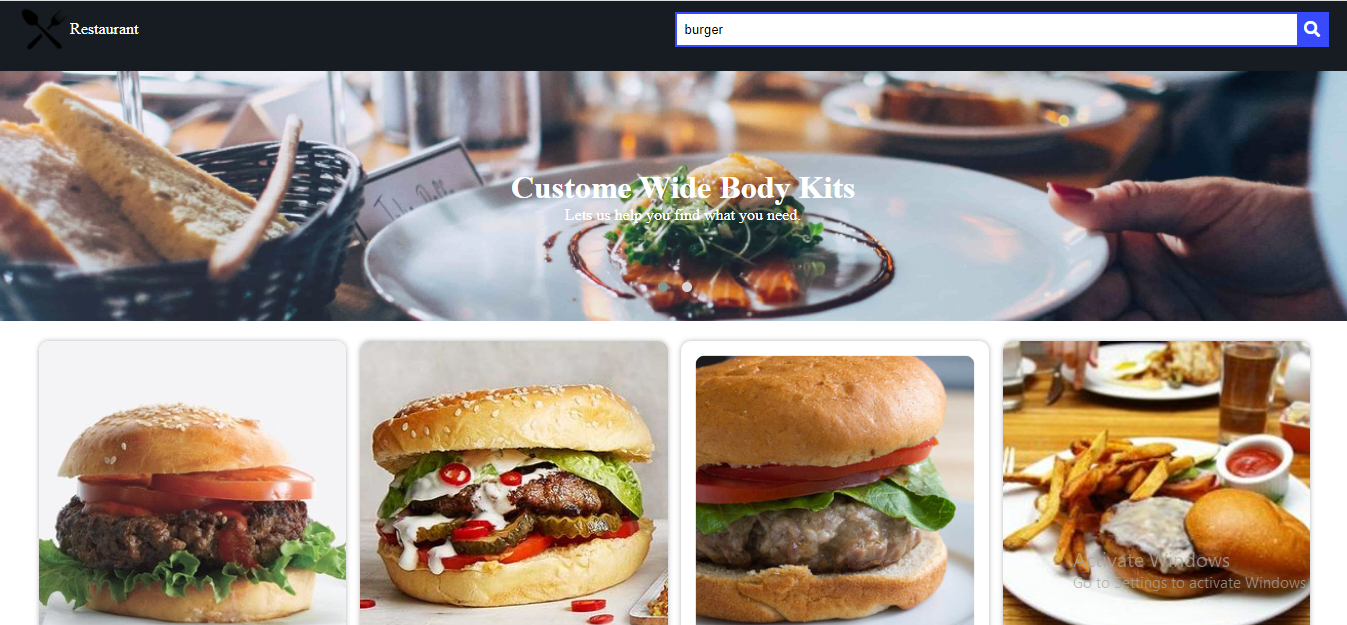 Restaurant
burger
Custome Wide Body Kits
Lets us help you find what you need.
Activate Windows
Go to Settings to activate Windows